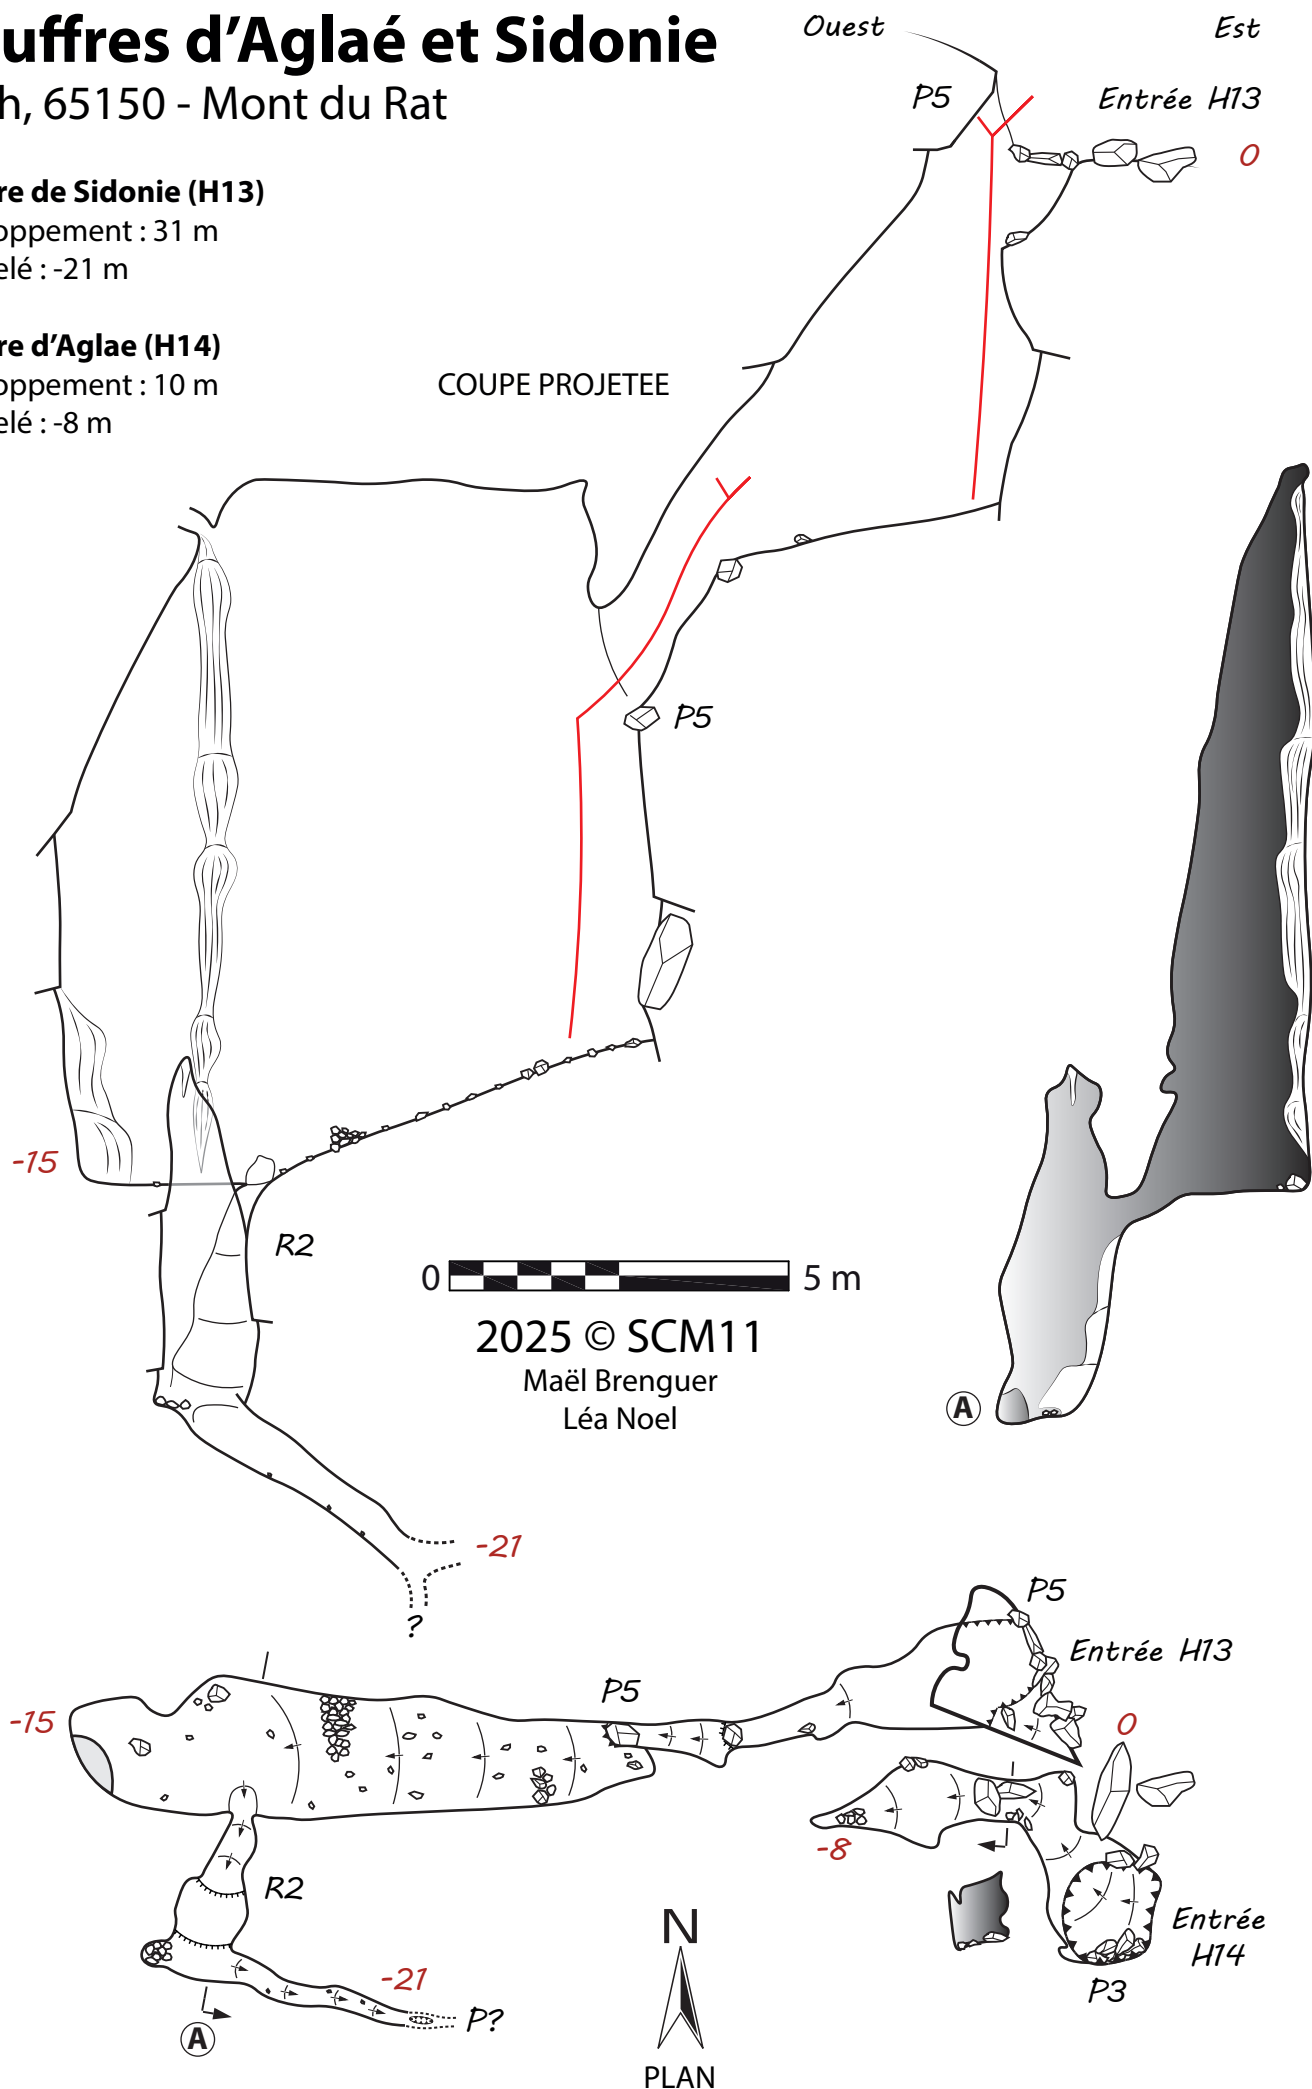 uffres d'Aglaé et Sidonie
h, 65150 - Mont du Rat
re de Sidonie (H13)
oppement : 31 m
elé : -21 m
re d'Aglae (H14)
oppement : 10 m
elé : -8 m
COUPE PROJETEE
Ouest
Est
P5
Entrée H13
0
P5
-15
R2
0
5 m
2025 © SCM11
Maël Brenguer
Léa Noel
A
-21
?
P5
Entrée H13
P5
-15
0
-8
R2
Entrée
H14
N
-21
P3
P?
A
PLAN